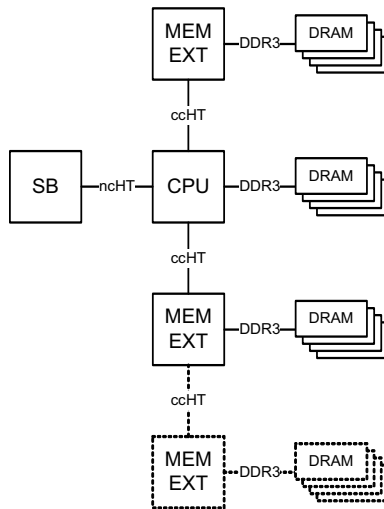 MEM
EXT
DDR3
DRAM
ccHT
SB
ncHT
CPU
DDR3
DRAM
ccHT
MEM
EXT
DDR3
DRAM
ccHT
MEM
EXT
DDR3
DRAM